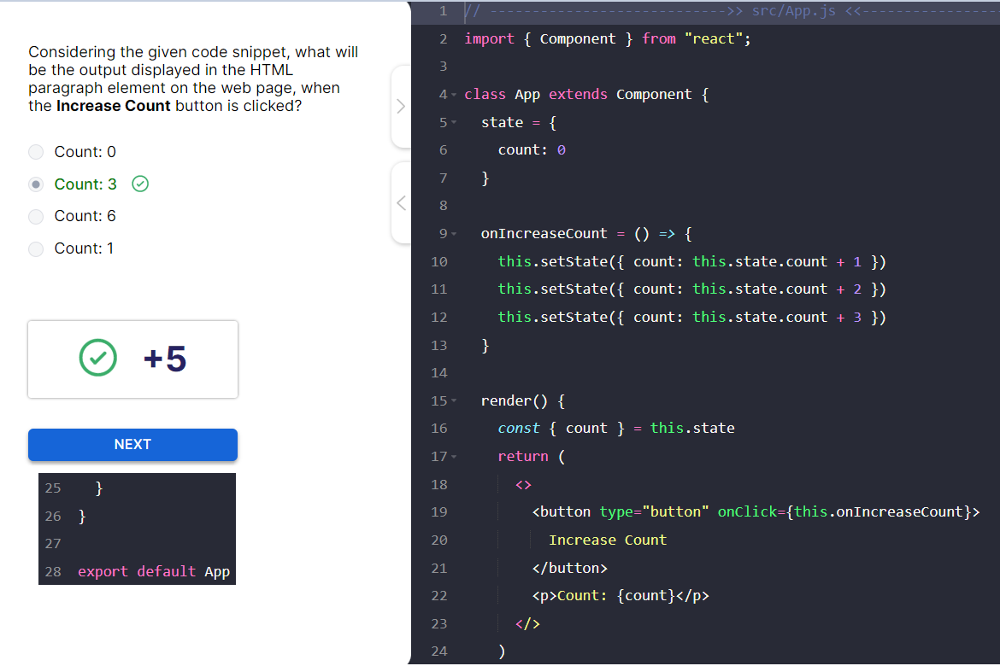 Considering the given code snippet, what will
be the output displayed in the HTML
paragraph element on the web page, when
the Increase Count button is clicked?
Count: 0
Count: 3
Count: 6
Count: 1
+5
NEXT
25 }
26 }
27
28 export default App
1 // ---------------------------->> src/App.js <<----------------
2 import { Component } from "react";
3
4 class App extends Component {
5 state = {
6 count: 0
7 }
8
9 onIncreaseCount = () => {
10 this.setState({ count: this.state.count + 1 })
11 this.setState({ count: this.state.count + 2 })
12 this.setState({ count: this.state.count + 3 })
13 }
14
15 render() {
16 const { count } = this.state
17 return (
18 <>
19 <button type="button" onClick={this.onIncreaseCount}>
20 Increase Count
21 </button>
22 <p>Count: {count}</p>
23 </>
24 )